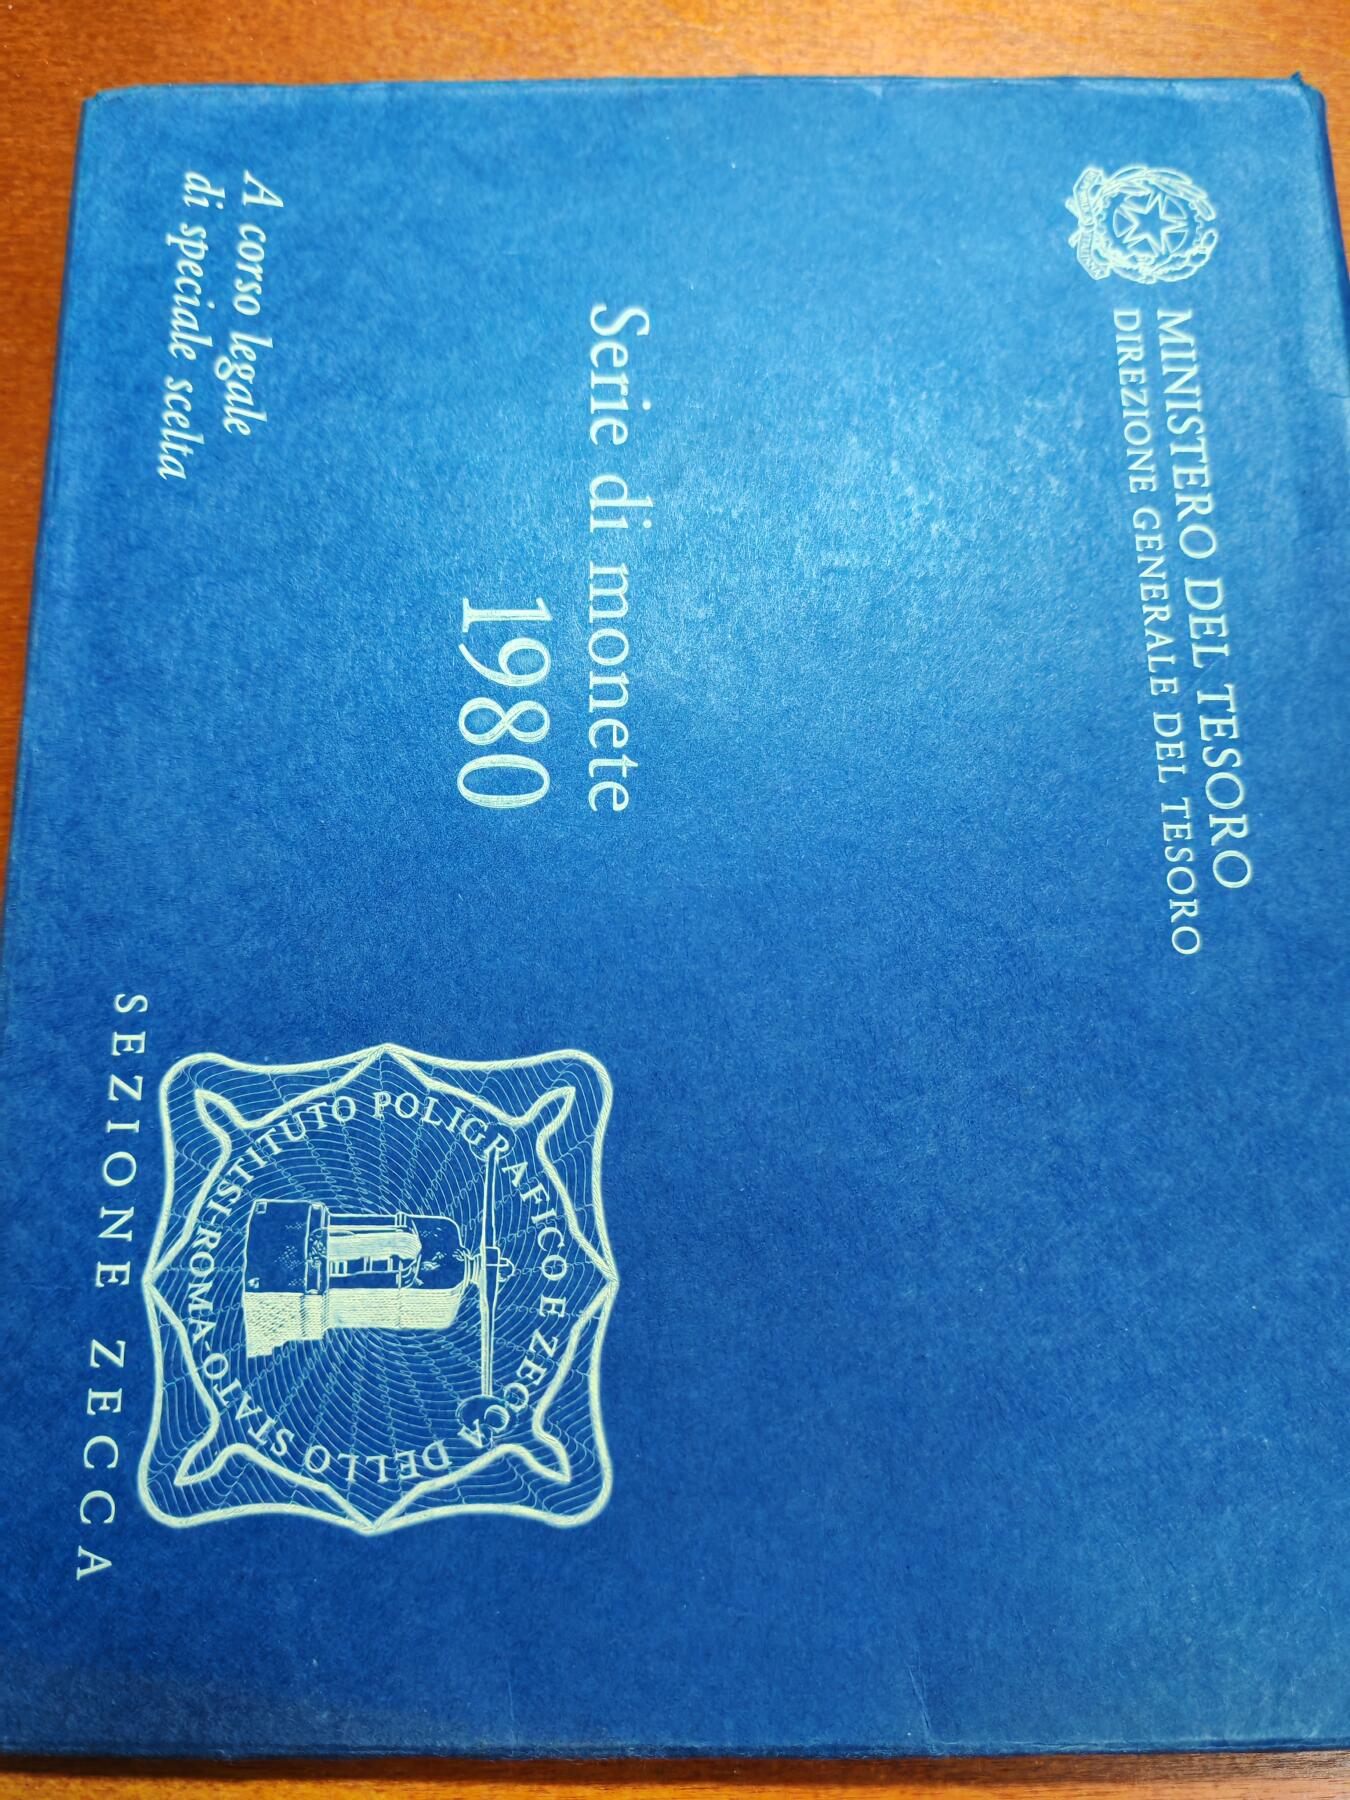 MINISTERO DEL TESORO
DIREZIONE GENERALE DEL TESORO
Serie di monete
1980
A corso legale
di speciale scelta
ISTITUTO POLIGRAFICO E ZECCA DELLO STATO-ROMA-
SEZIONE ZECCA